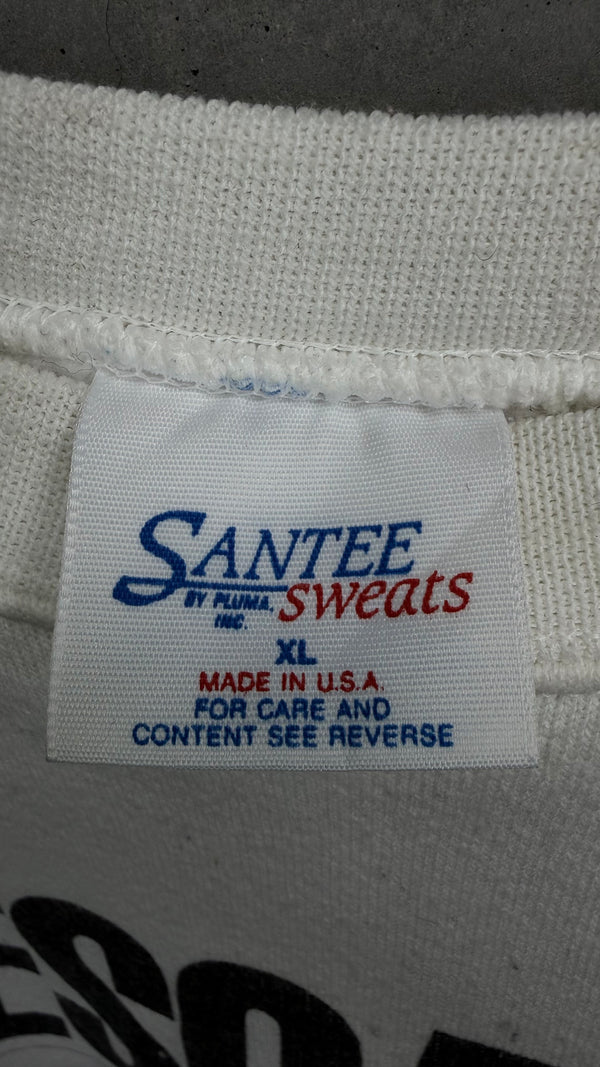 SANTEE
BY PLUMA, sweats
INC.
XL
MADE IN U.S.A.
FOR CARE AND
CONTENT SEE REVERSE